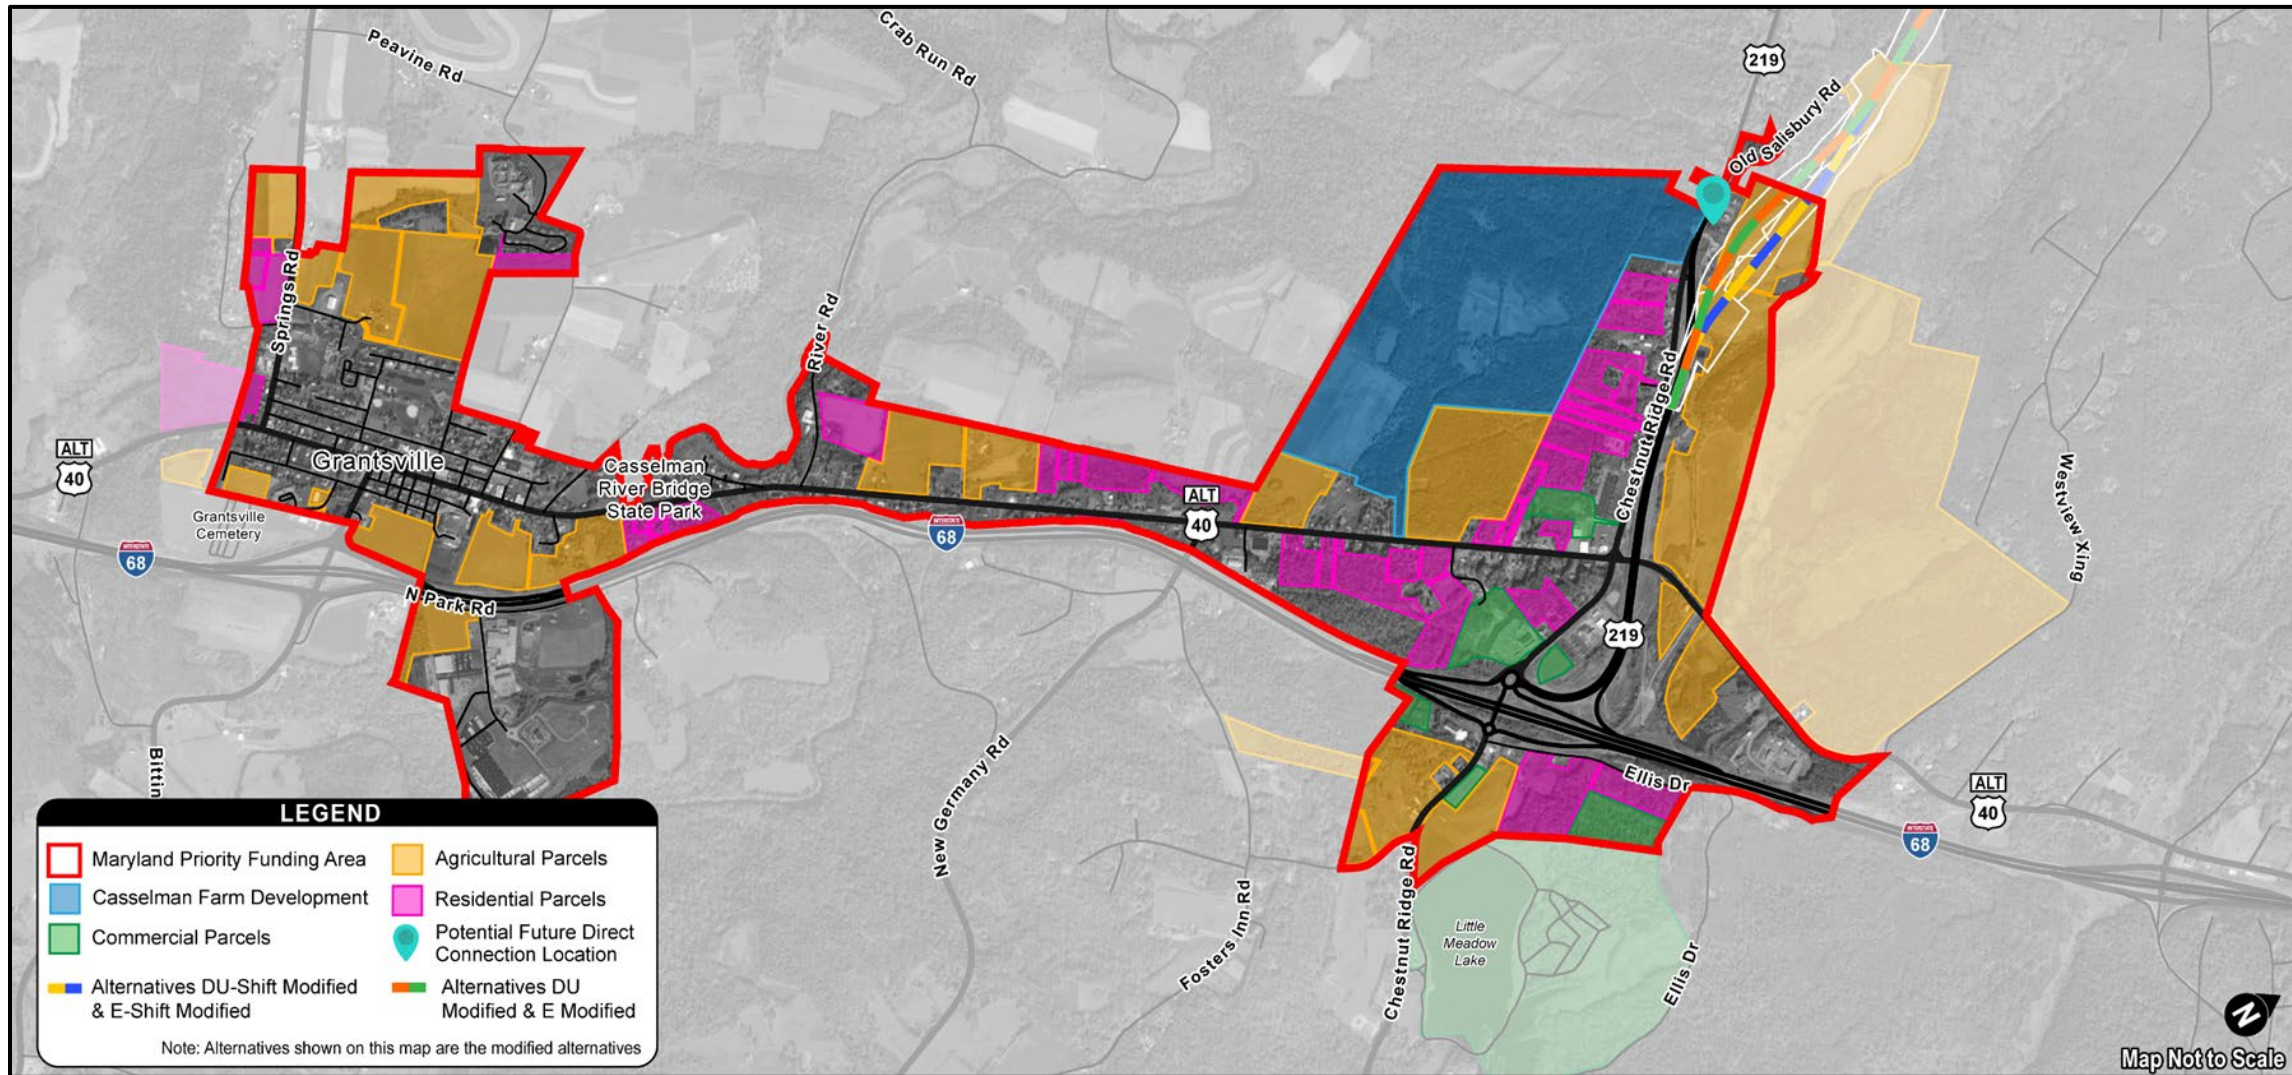 Peavine Rd
Crab Run Rd
219
Old Salisbury Rd
Springs Rd
River Rd
Chestnut Ridge Rd
ALT
40
Grantsville
Casselman
River Bridge
State Park
ALT
40
Westview Xing
Grantsville
Cemetery
INTERSTATE
68
INTERSTATE
68
N Park Rd
219
Bittin
New Germany Rd
Ellis Dr
ALT
40
INTERSTATE
68
Fosters Inn Rd
Chestnut Ridge Rd
Little
Meadow
Lake
Ellis Dr
LEGEND
Maryland Priority Funding Area
Agricultural Parcels
Casselman Farm Development
Residential Parcels
Commercial Parcels
Potential Future Direct
Connection Location
Alternatives DU-Shift Modified
& E-Shift Modified
Alternatives DU
Modified & E Modified
Note: Alternatives shown on this map are the modified alternatives
N
Map Not to Scale